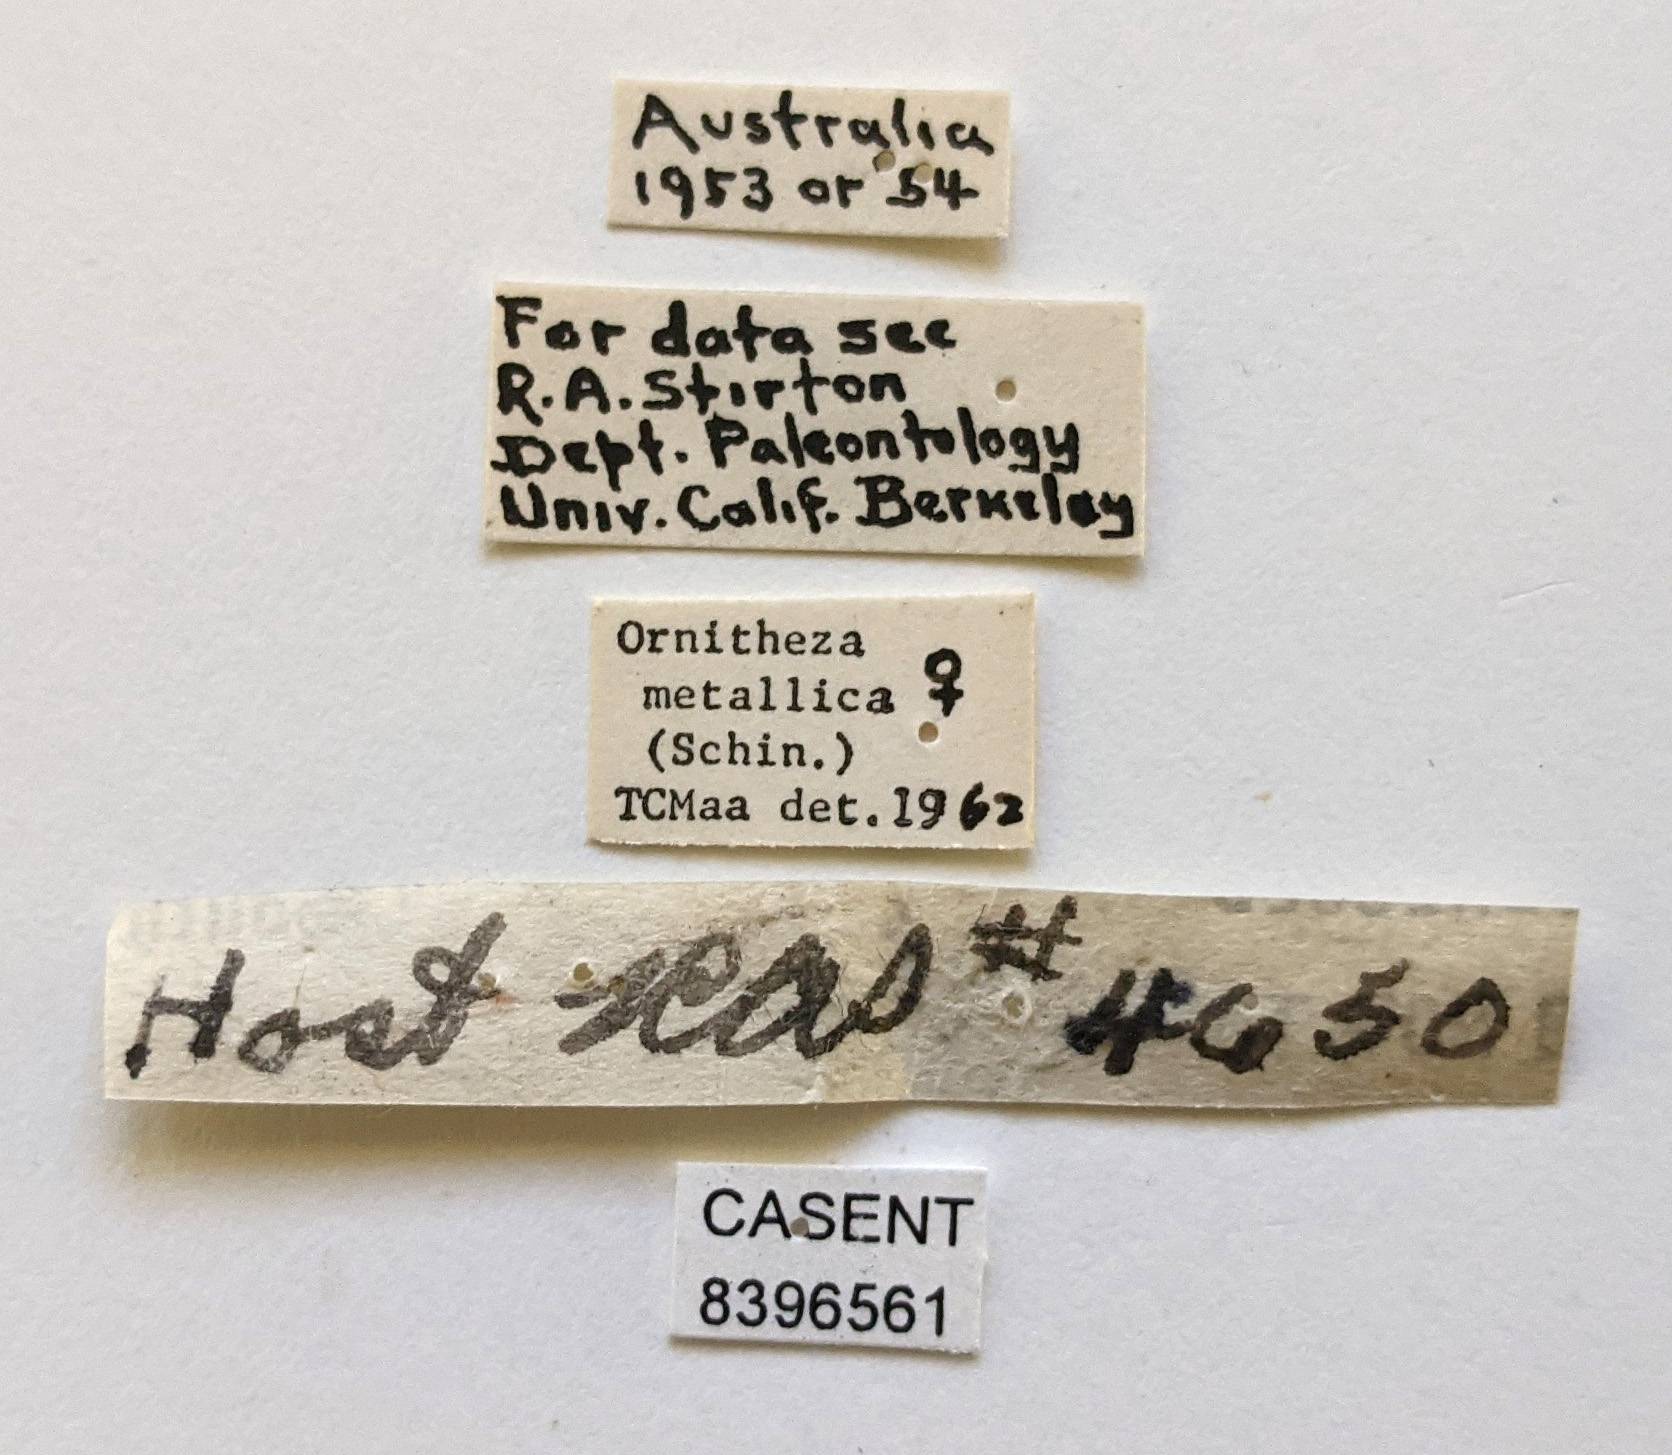 Australia
1953 or 54
For data see
R.A. Stirton
Dept. Paleontology
Univ. Calif. Berkeley
Ornitheza
metallica ♀
(Schin.)
TCMaa det. 1962
Host # 4650
CASENT
8396561